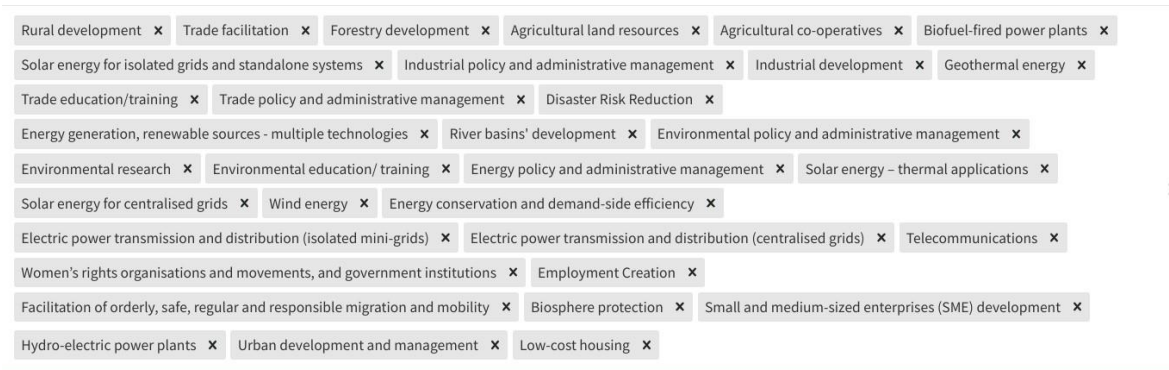 Rural development × Trade facilitation × Forestry development × Agricultural land resources × Agricultural co-operatives × Biofuel-fired power plants ×
Solar energy for isolated grids and standalone systems × Industrial policy and administrative management × Industrial development × Geothermal energy ×
Trade education/training × Trade policy and administrative management × Disaster Risk Reduction ×
Energy generation, renewable sources - multiple technologies × River basins' development × Environmental policy and administrative management ×
Environmental research × Environmental education/ training × Energy policy and administrative management × Solar energy – thermal applications ×
Solar energy for centralised grids × Wind energy × Energy conservation and demand-side efficiency ×
Electric power transmission and distribution (isolated mini-grids) × Electric power transmission and distribution (centralised grids) × Telecommunications ×
Women’s rights organisations and movements, and government institutions × Employment Creation ×
Facilitation of orderly, safe, regular and responsible migration and mobility × Biosphere protection × Small and medium-sized enterprises (SME) development ×
Hydro-electric power plants × Urban development and management × Low-cost housing ×